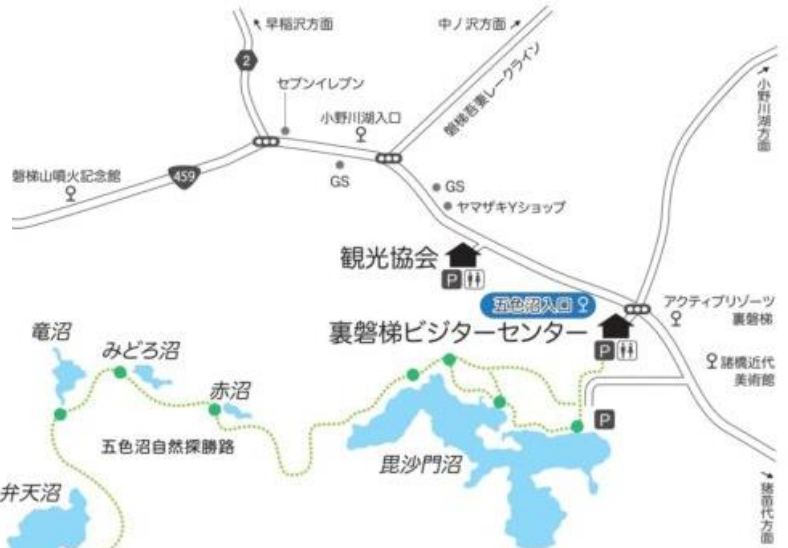 早稲沢方面
中ノ沢方面
2
セブンイレブン
磐梯吾妻レークライン
小野川湖入口
小野川湖方面
磐梯山噴火記念館
459
GS
GS
ヤマザキYショップ
観光協会
P
五色沼入口
アクティブリゾーツ
裏磐梯
裏磐梯ビジターセンター
P
諸橋近代
美術館
竜沼
みどろ沼
赤沼
P
五色沼自然探勝路
毘沙門沼
弁天沼
猪苗代方面